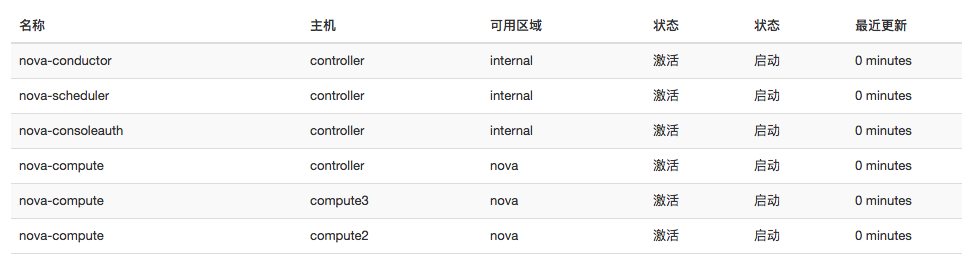 名称 主机 可用区域 状态 状态 最近更新
nova-conductor controller internal 激活 启动 0 minutes
nova-scheduler controller internal 激活 启动 0 minutes
nova-consoleauth controller internal 激活 启动 0 minutes
nova-compute controller nova 激活 启动 0 minutes
nova-compute compute3 nova 激活 启动 0 minutes
nova-compute compute2 nova 激活 启动 0 minutes